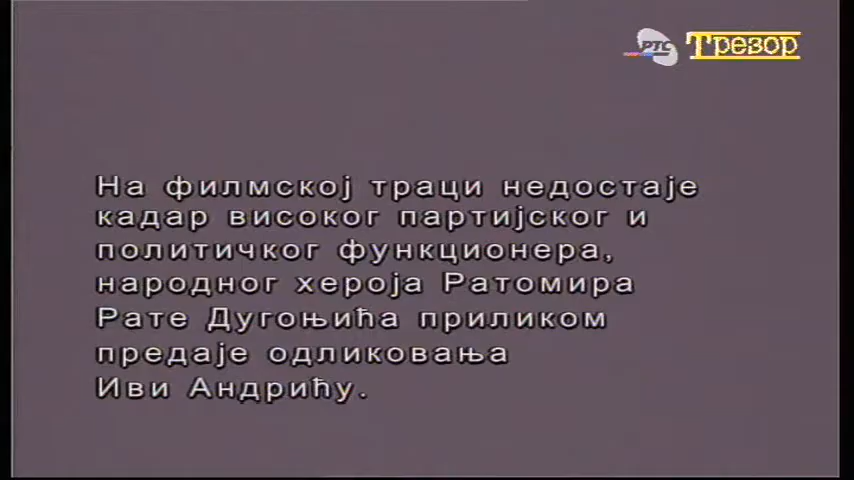 РТС Трезор
На филмској траци недостаје
кадар високог партијског и
политичког функционера,
народног хероја Ратомира
Рате Дугоњића приликом
предаје одликовања
Иви Андрићу.